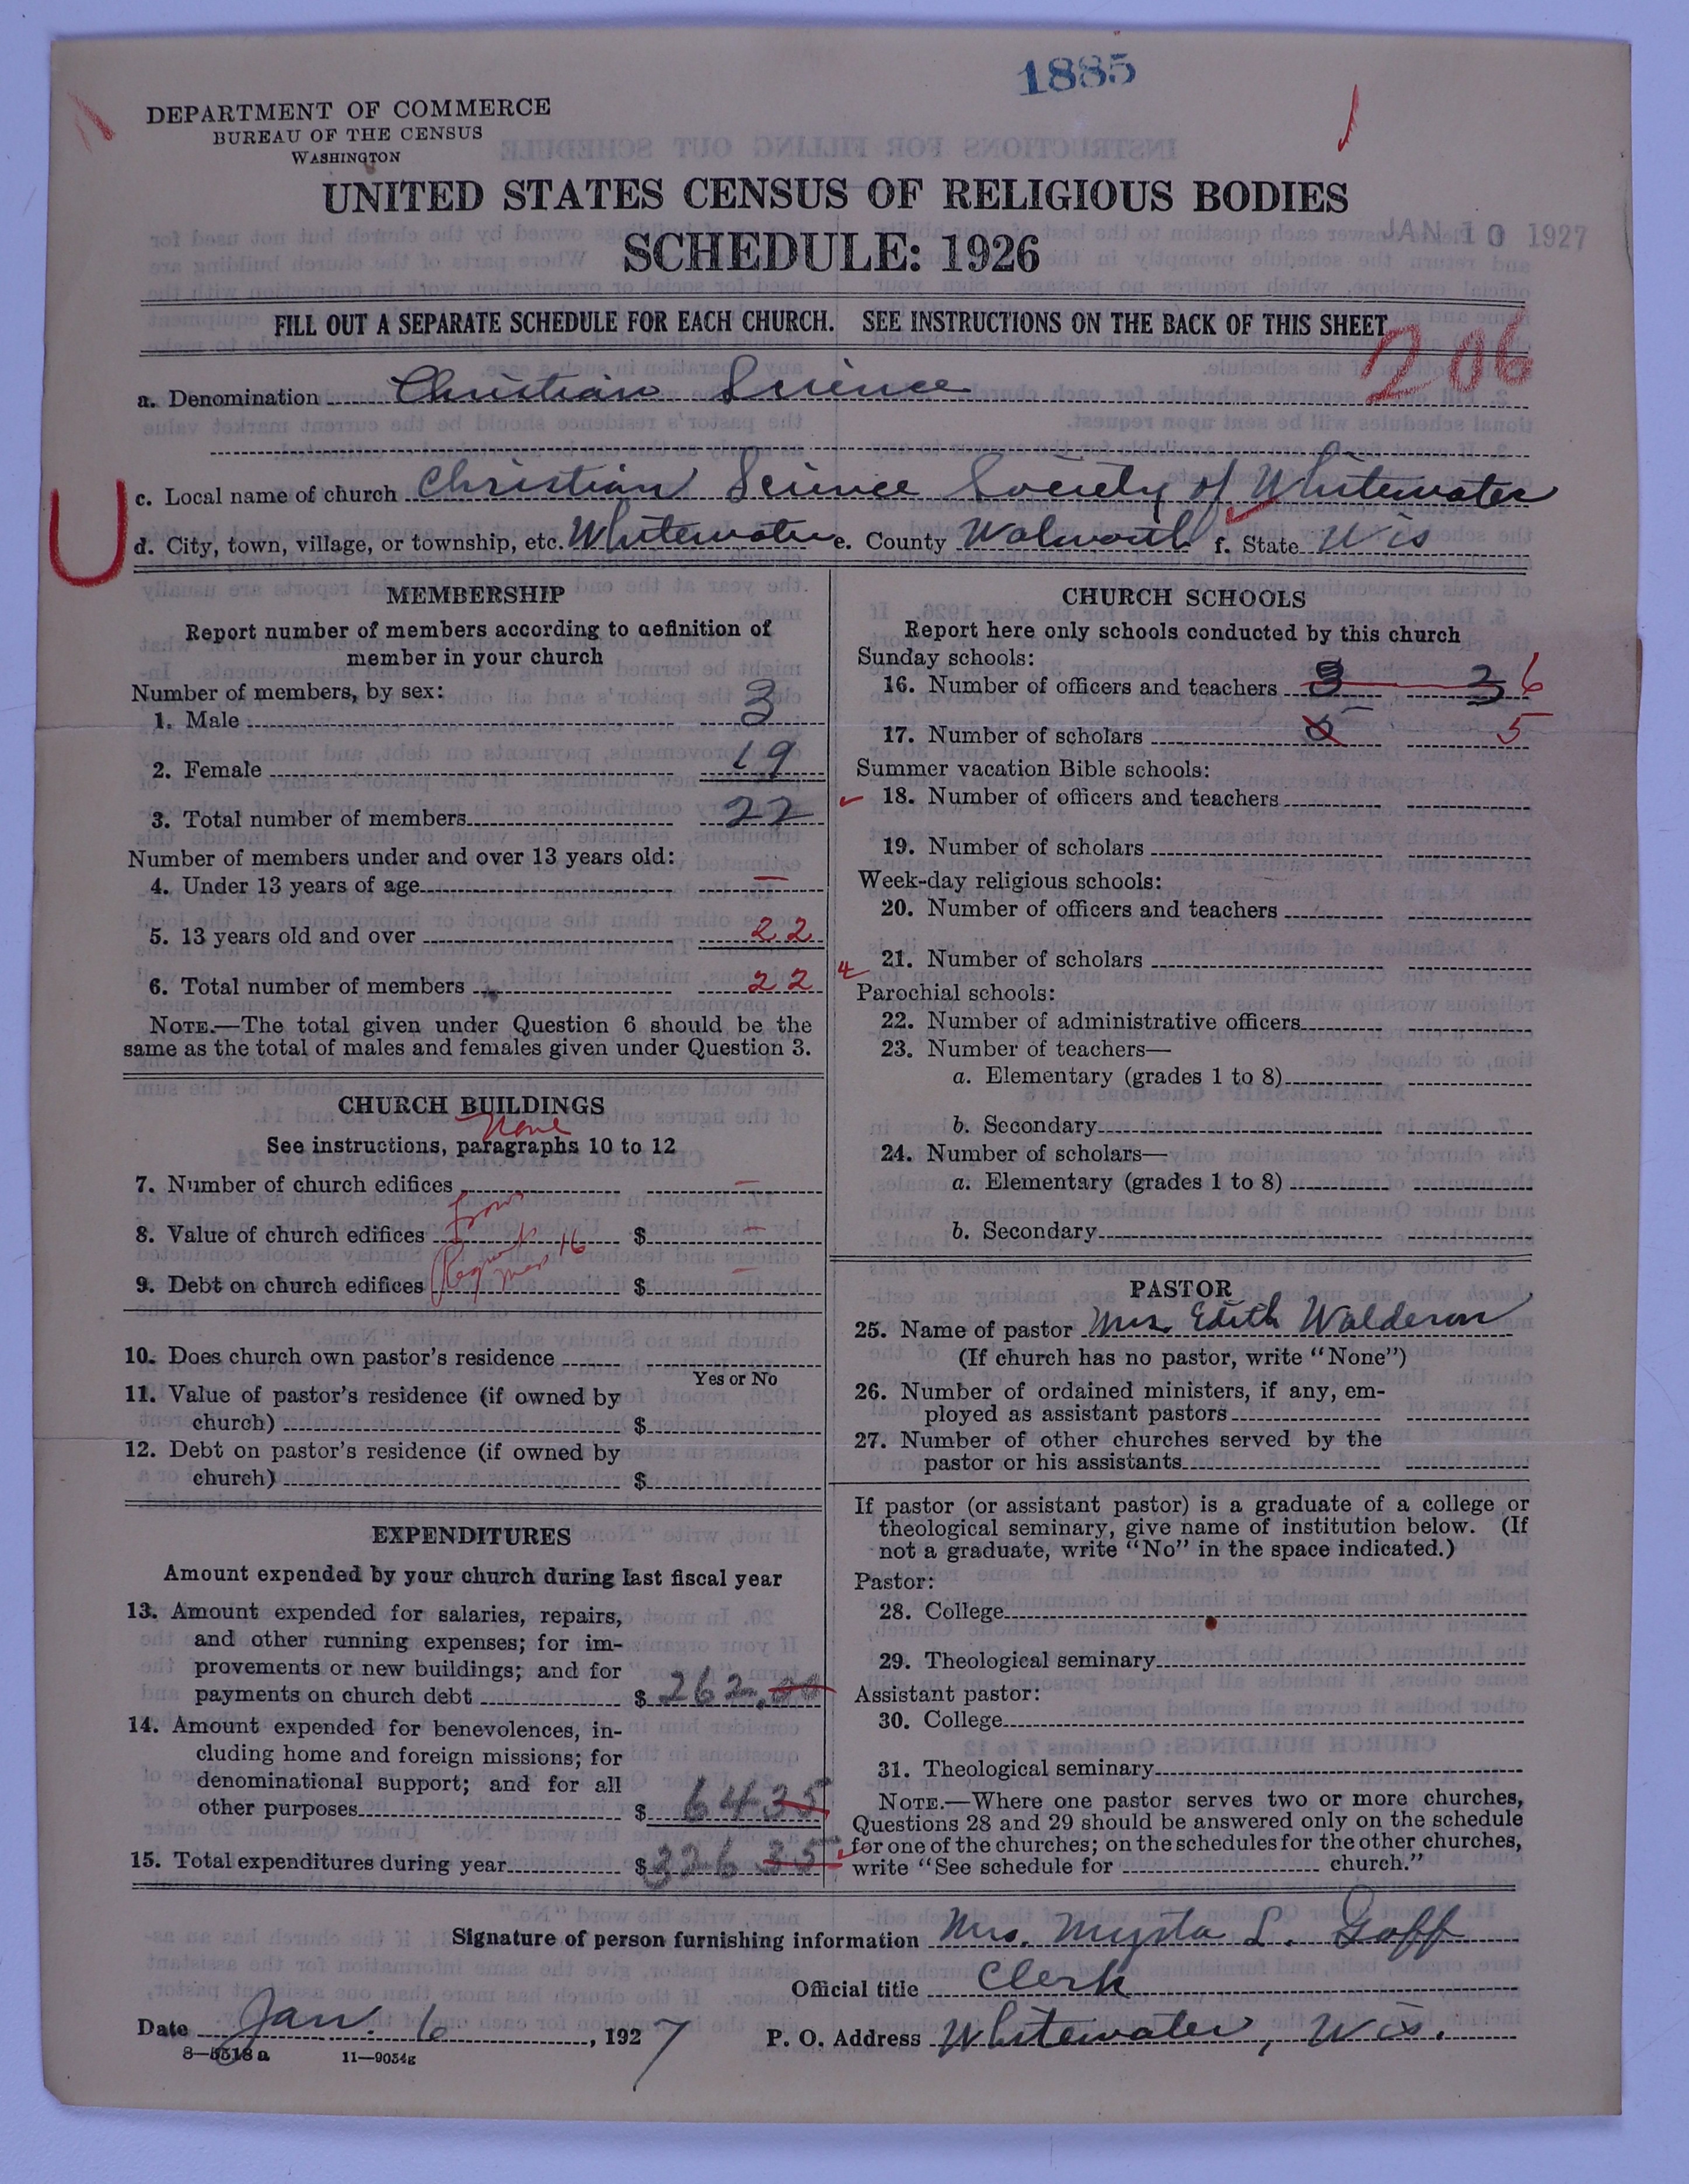 1885
DEPARTMENT OF COMMERCE
BUREAU OF THE CENSUS
WASHINGTON
UNITED STATES CENSUS OF RELIGIOUS BODIES
SCHEDULE: 1926
JAN 10 1927
FILL OUT A SEPARATE SCHEDULE FOR EACH CHURCH. SEE INSTRUCTIONS ON THE BACK OF THIS SHEET
206
a. Denomination Christian Science
c. Local name of church Christian Science Society of Whitewater
d. City, town, village, or township, etc. Whitewater e. County Walworth f. State Wis
U
MEMBERSHIP
Report number of members according to definition of
member in your church
Number of members, by sex:
1. Male 3
2. Female 19
3. Total number of members 22
Number of members under and over 13 years old:
4. Under 13 years of age —
5. 13 years old and over 22
6. Total number of members 22
NOTE.—The total given under Question 6 should be the
same as the total of males and females given under Question 3.
CHURCH BUILDINGS
None
See instructions, paragraphs 10 to 12
7. Number of church edifices —
from
8. Value of church edifices $ —
16
9. Debt on church edifices $ —
10. Does church own pastor's residence
Yes or No
11. Value of pastor's residence (if owned by
church) $
12. Debt on pastor's residence (if owned by
church) $
EXPENDITURES
Amount expended by your church during last fiscal year
13. Amount expended for salaries, repairs,
and other running expenses; for im-
provements or new buildings; and for
payments on church debt $ 262.00
14. Amount expended for benevolences, in-
cluding home and foreign missions; for
denominational support; and for all
other purposes $ 64 35
15. Total expenditures during year $ 326 35
CHURCH SCHOOLS
Report here only schools conducted by this church
Sunday schools:
16. Number of officers and teachers 3 3 6
17. Number of scholars 5 5
Summer vacation Bible schools:
18. Number of officers and teachers
19. Number of scholars
Week-day religious schools:
20. Number of officers and teachers
21. Number of scholars
4
Parochial schools:
22. Number of administrative officers
23. Number of teachers—
a. Elementary (grades 1 to 8)
b. Secondary
24. Number of scholars—
a. Elementary (grades 1 to 8)
b. Secondary
PASTOR
25. Name of pastor Mrs Edith Walderon
(If church has no pastor, write "None")
26. Number of ordained ministers, if any, em-
ployed as assistant pastors
27. Number of other churches served by the
pastor or his assistants
If pastor (or assistant pastor) is a graduate of a college or
theological seminary, give name of institution below. (If
not a graduate, write "No" in the space indicated.)
Pastor:
28. College
29. Theological seminary
Assistant pastor:
30. College
31. Theological seminary
NOTE.—Where one pastor serves two or more churches,
Questions 28 and 29 should be answered only on the schedule
for one of the churches; on the schedules for the other churches,
write "See schedule for church."
Signature of person furnishing information Mrs. Myrta L. Goff
Official title Clerk
Date Jan. 6, 1927 P. O. Address Whitewater, Wis.
8—5518a 11—9034g